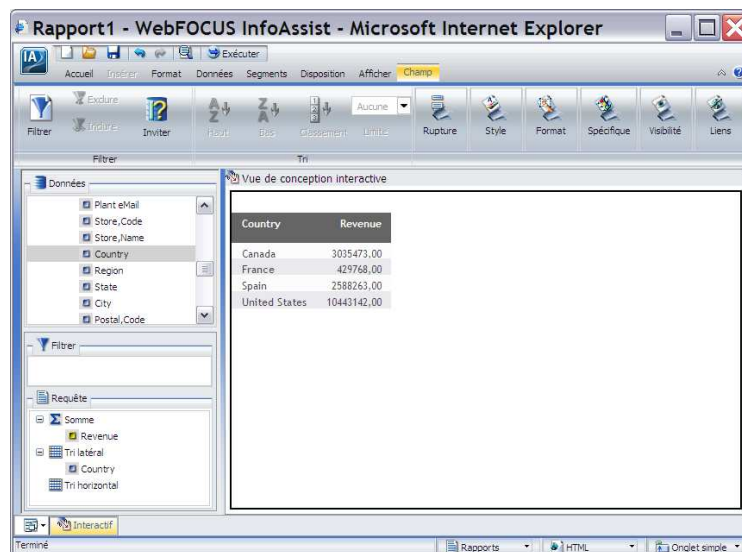 Rapport1 - WebFOCUS InfoAssist - Microsoft Internet Explorer
IA
Exécuter
Accueil Insérer Format Données Segments Disposition Afficher Champ
Exclure
Aucune
Inclure
Filtrer Inviter Haut Bas Classement Limite Rupture Style Format Spécifique Visibilité Liens
Filtrer Tri
Données
Plant eMail
Store,Code
Store,Name
Country
Region
State
City
Postal,Code
Filtrer
Requête
Somme
Revenue
Tri latéral
Country
Tri horizontal
Vue de conception interactive
Country Revenue
Canada 3035473,00
France 429768,00
Spain 2588263,00
United States 10443142,00
Interactif
Terminé Rapports HTML Onglet simple